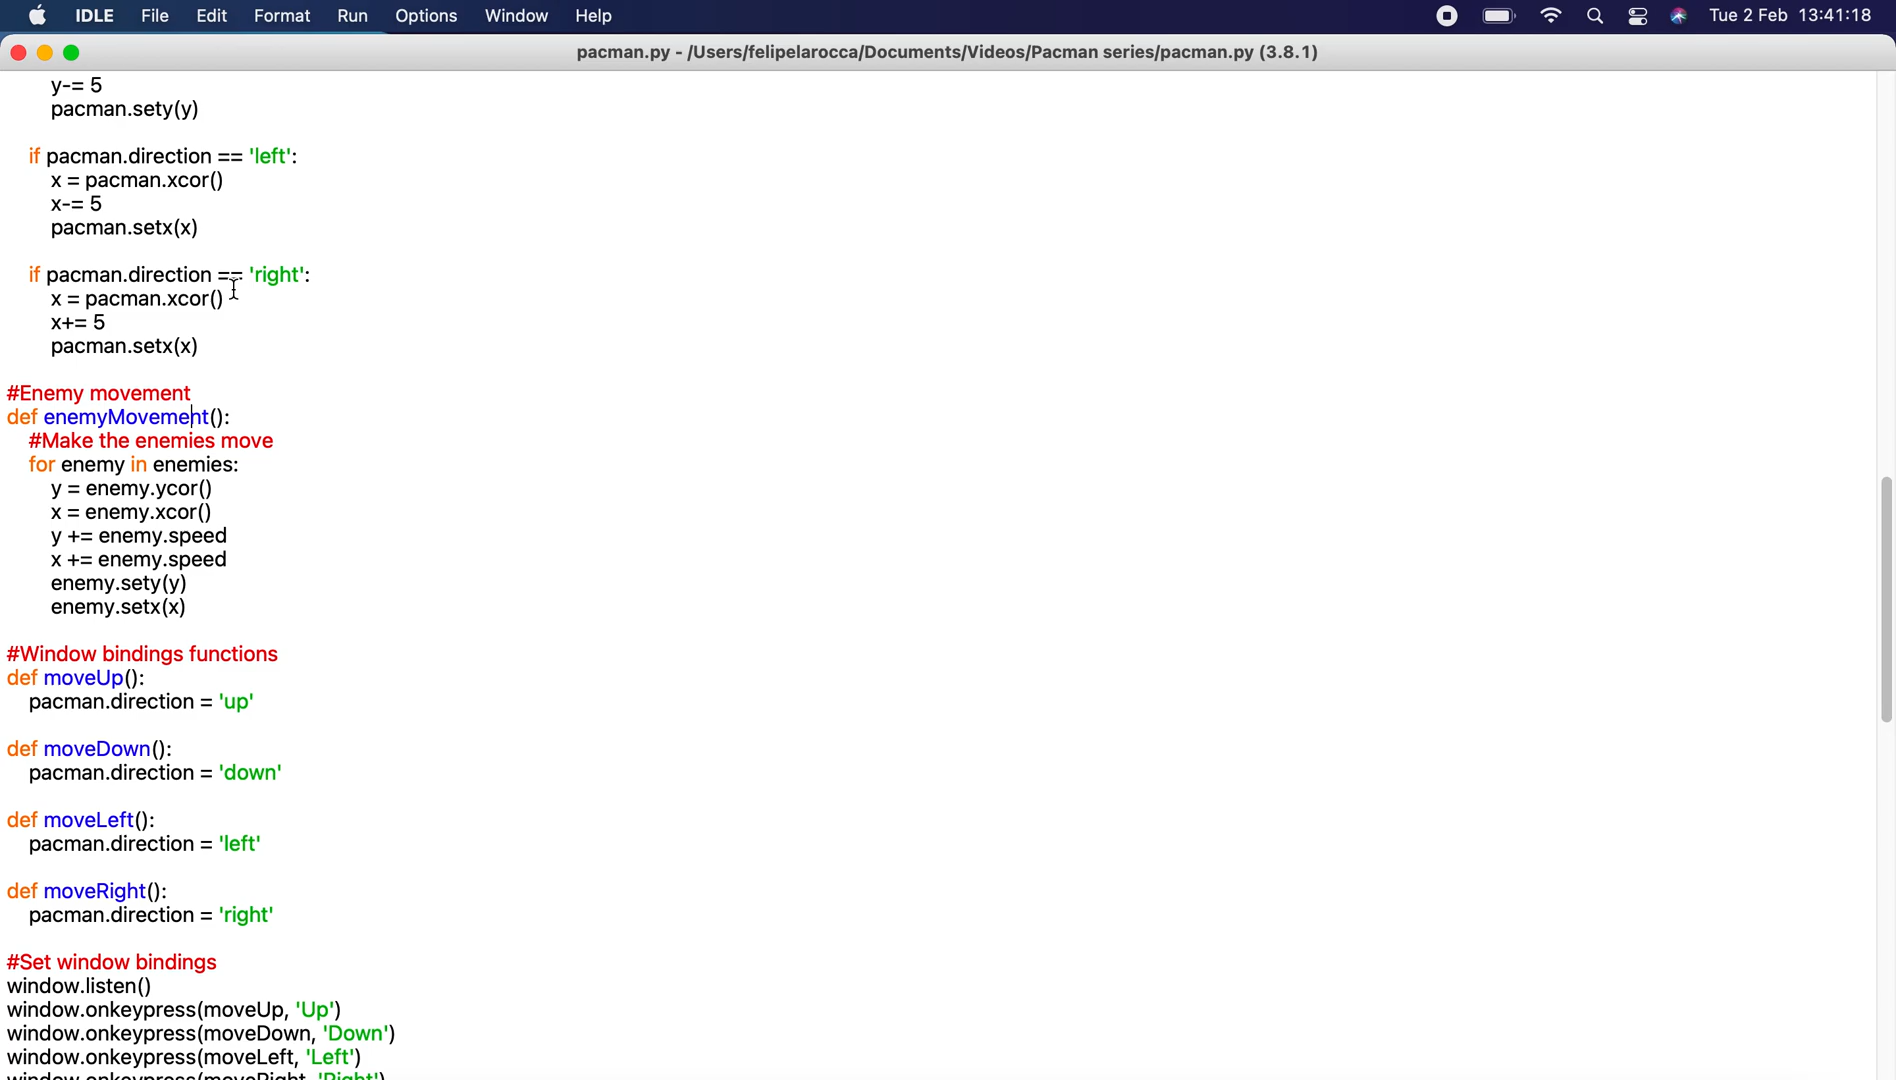 IDLE File Edit Format Run Options Window Help Tue 2 Feb 13:41:18
pacman.py - /Users/felipelarocca/Documents/Videos/Pacman series/pacman.py (3.8.1)
y-= 5
pacman.sety(y)
if pacman.direction == 'left':
x = pacman.xcor()
x-= 5
pacman.setx(x)
if pacman.direction == 'right':
x = pacman.xcor()
x+= 5
pacman.setx(x)
#Enemy movement
def enemyMovement():
#Make the enemies move
for enemy in enemies:
y = enemy.ycor()
x = enemy.xcor()
y += enemy.speed
x += enemy.speed
enemy.sety(y)
enemy.setx(x)
#Window bindings functions
def moveUp():
pacman.direction = 'up'
def moveDown():
pacman.direction = 'down'
def moveLeft():
pacman.direction = 'left'
def moveRight():
pacman.direction = 'right'
#Set window bindings
window.listen()
window.onkeypress(moveUp, 'Up')
window.onkeypress(moveDown, 'Down')
window.onkeypress(moveLeft, 'Left')
window.onkeypress(moveRight, 'Right')